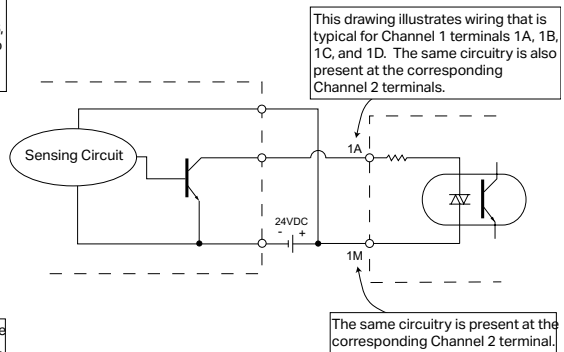 This drawing illustrates wiring that is
typical for Channel 1 terminals 1A, 1B,
1C, and 1D. The same circuitry is also
present at the corresponding
Channel 2 terminals.
1A
Sensing Circuit
24VDC
- +
1M
The same circuitry is present at the
corresponding Channel 2 terminal.